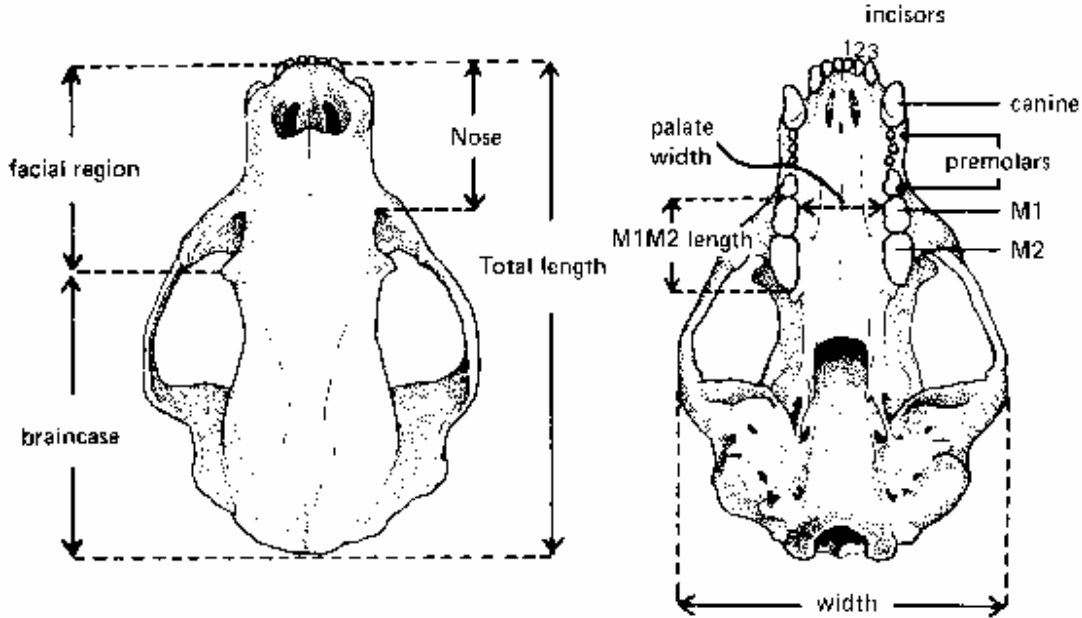 incisors
123
canine
palate
width
premolars
M1
M1M2 length
M2
width
facial region
Nose
Total length
braincase